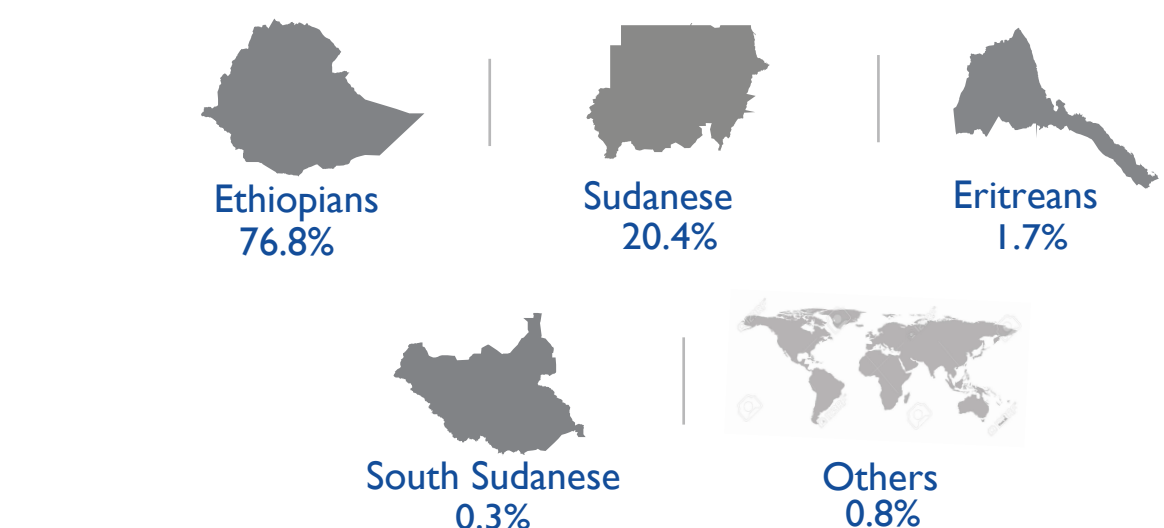 Ethiopians
76.8%
Sudanese
20.4%
Eritreans
1.7%
South Sudanese
0.3%
Others
0.8%